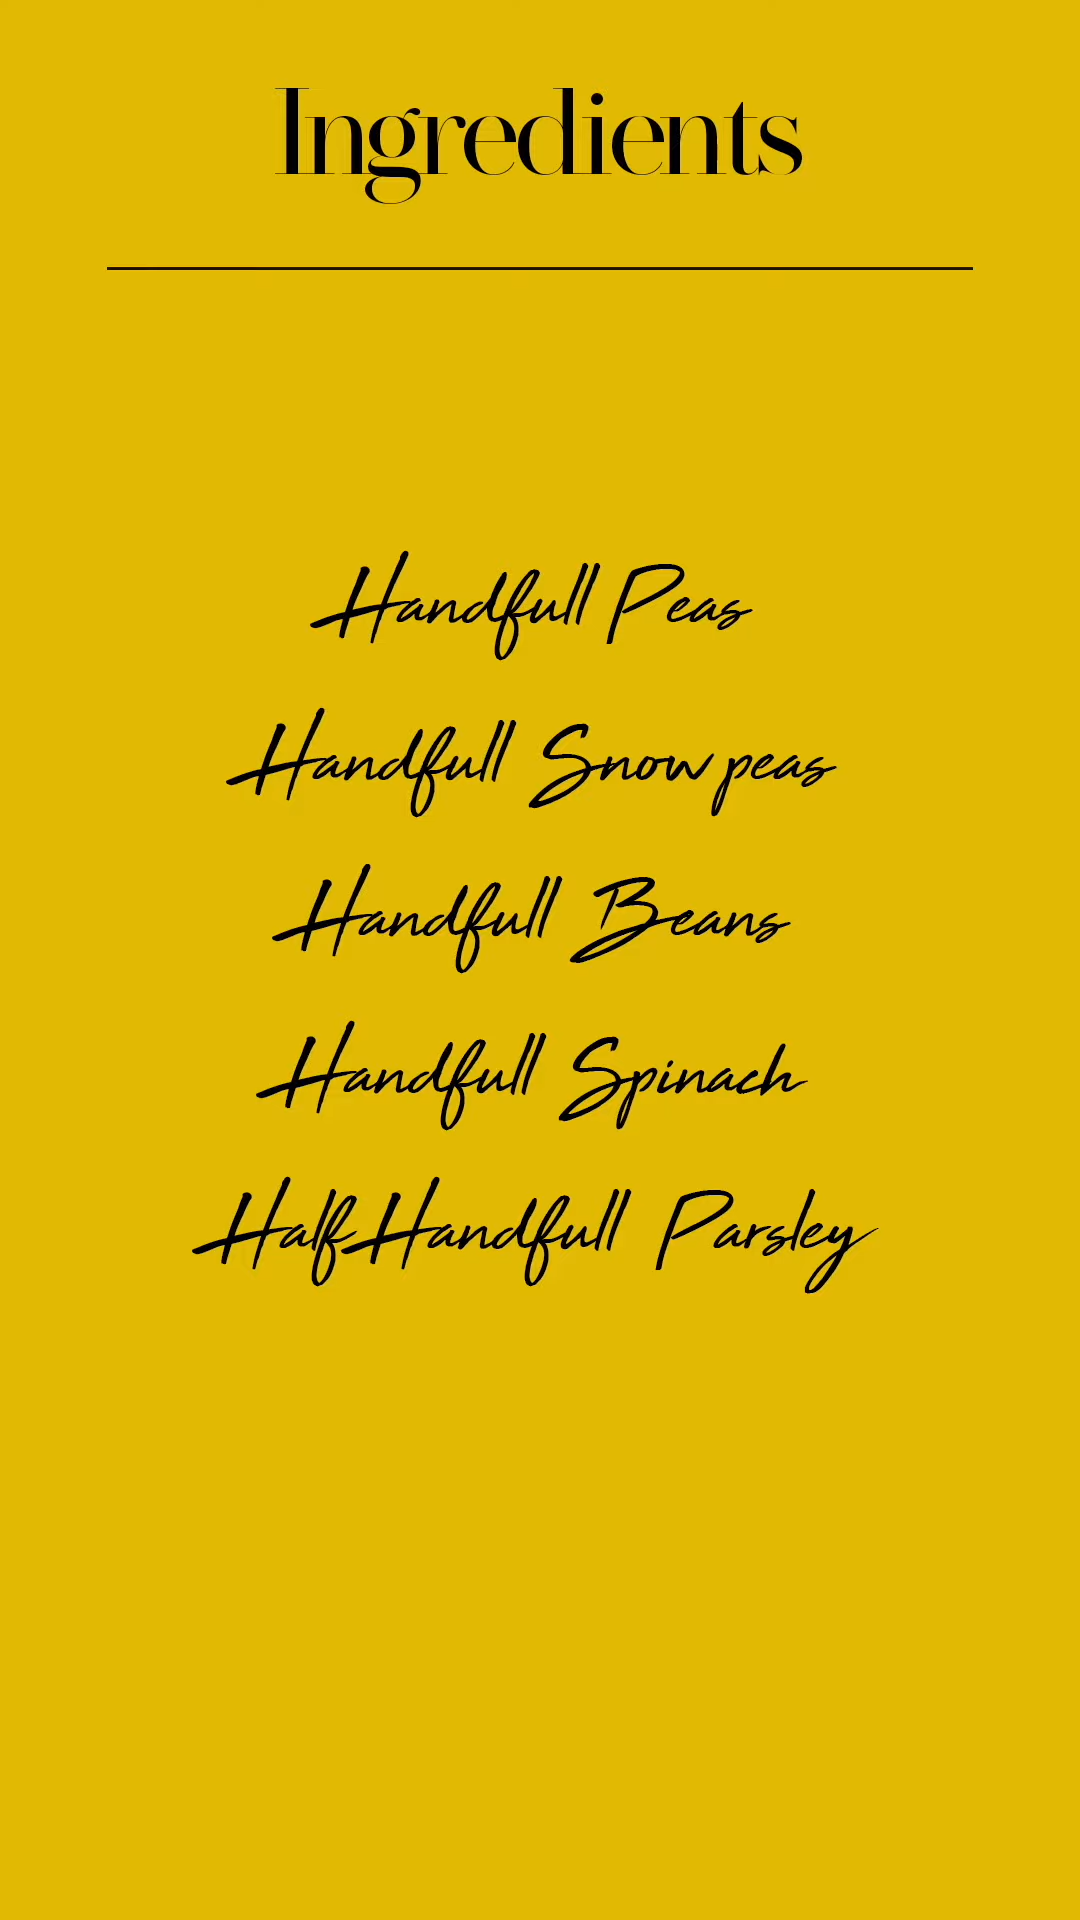 Ingredients
Handfull Peas
Handfull Snow peas
Handfull Beans
Handfull Spinach
Half Handfull Parsley